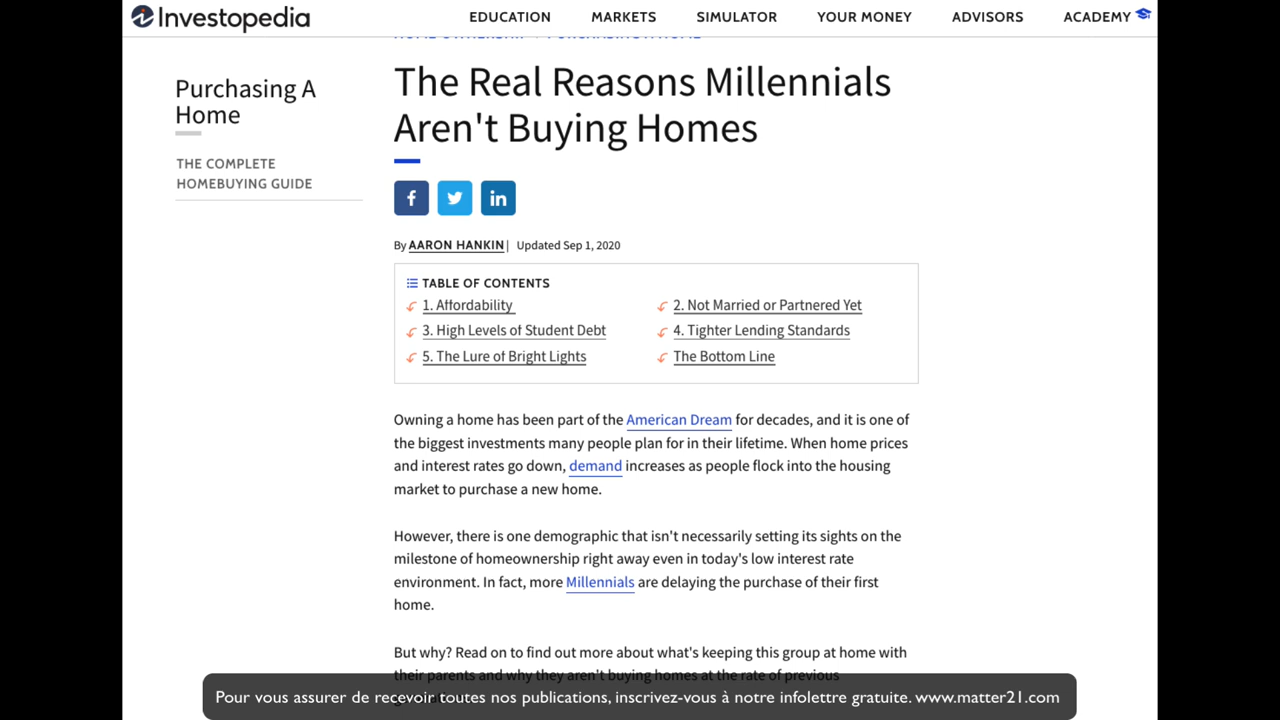 Investopedia
EDUCATION MARKETS SIMULATOR YOUR MONEY ADVISORS ACADEMY
Purchasing A
Home
THE COMPLETE
HOMEBUYING GUIDE
The Real Reasons Millennials
Aren't Buying Homes
By AARON HANKIN | Updated Sep 1, 2020
TABLE OF CONTENTS
1. Affordability
2. Not Married or Partnered Yet
3. High Levels of Student Debt
4. Tighter Lending Standards
5. The Lure of Bright Lights
The Bottom Line
Owning a home has been part of the American Dream for decades, and it is one of
the biggest investments many people plan for in their lifetime. When home prices
and interest rates go down, demand increases as people flock into the housing
market to purchase a new home.
However, there is one demographic that isn't necessarily setting its sights on the
milestone of homeownership right away even in today's low interest rate
environment. In fact, more Millennials are delaying the purchase of their first
home.
But why? Read on to find out more about what's keeping this group at home with
their parents and why they aren't buying homes at the rate of previous
Pour vous assurer de recevoir toutes nos publications, inscrivez-vous à notre infolettre gratuite. www.matter21.com